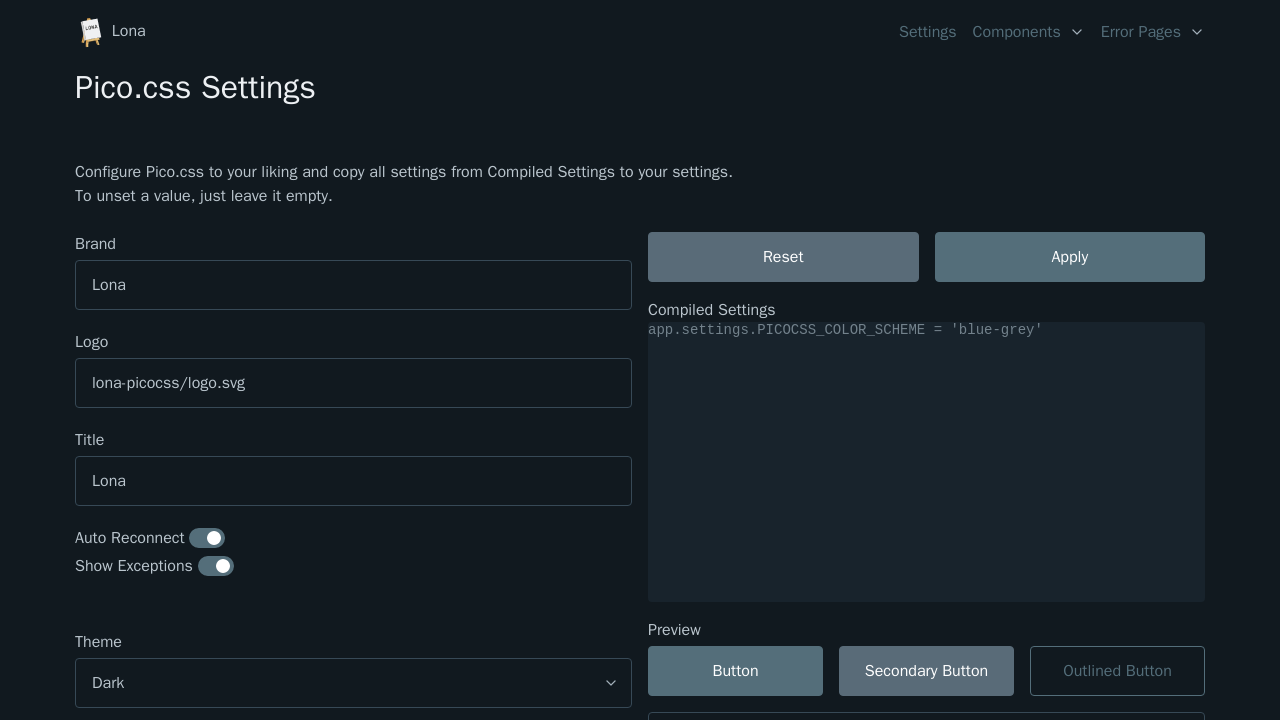 LONA
Lona
Settings
Components
Error Pages
Pico.css Settings
Configure Pico.css to your liking and copy all settings from Compiled Settings to your settings.
To unset a value, just leave it empty.
Brand
Lona
Logo
lona-picocss/logo.svg
Title
Lona
Auto Reconnect
Show Exceptions
Theme
Dark
Reset
Apply
Compiled Settings
app.settings.PICOCSS_COLOR_SCHEME = 'blue-grey'
Preview
Button
Secondary Button
Outlined Button